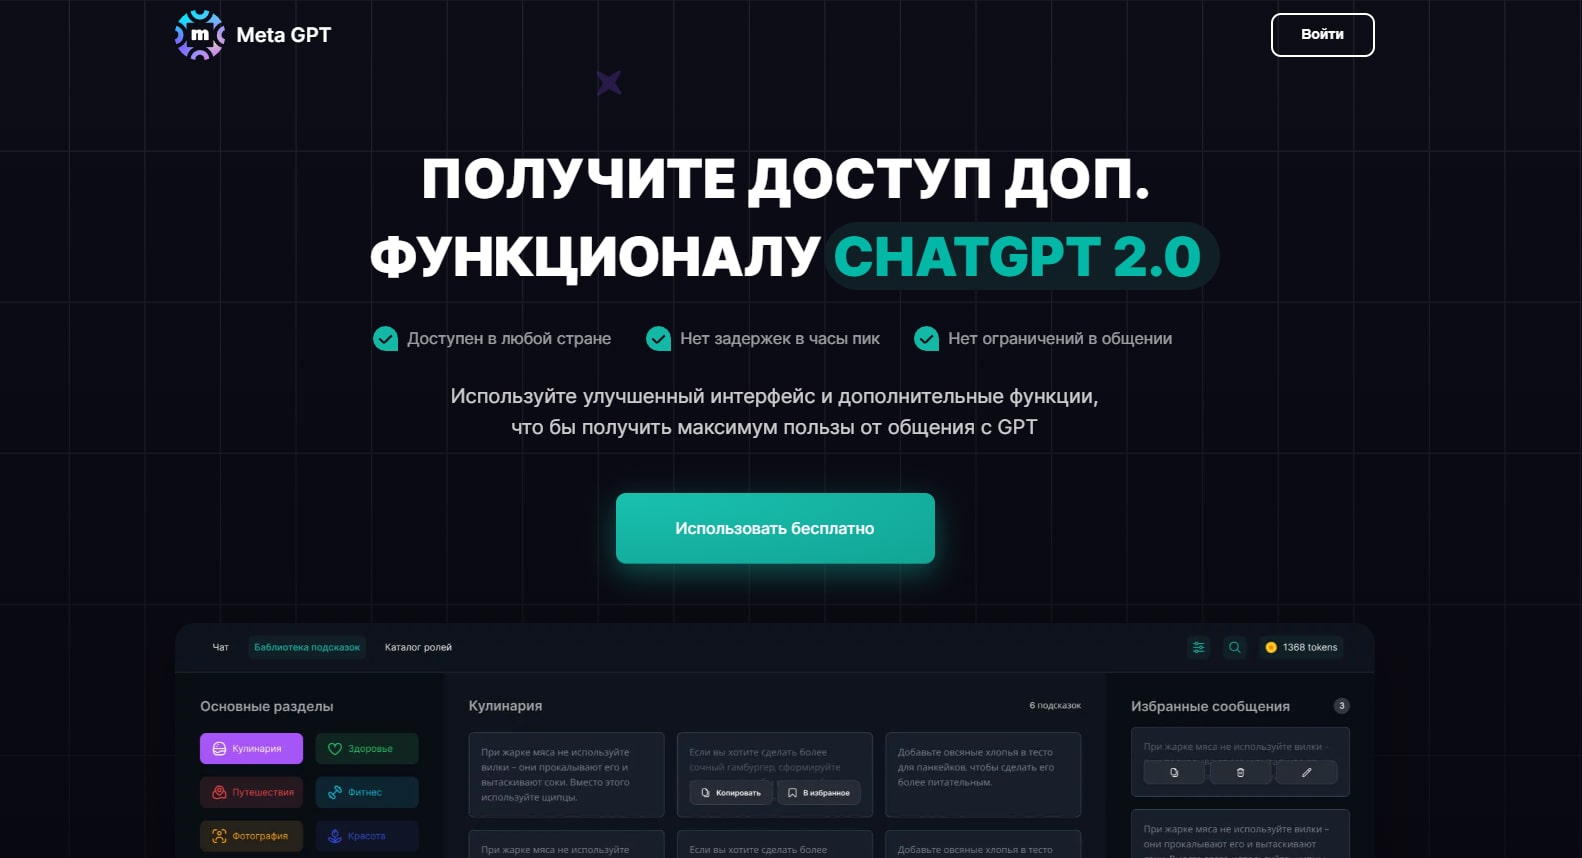 Meta GPT
Войти
ПОЛУЧИТЕ ДОСТУП ДОП.
ФУНКЦИОНАЛУ CHATGPT 2.0
Доступен в любой стране
Нет задержек в часы пик
Нет ограничений в общении
Используйте улучшенный интерфейс и дополнительные функции,
что бы получить максимум пользы от общения с GPT
Использовать бесплатно
Чат
Баблиотека подсказок
Каталог ролей
1368 tokens
Основные разделы
Кулинария
Здоровье
Путешествия
Фитнес
Фотография
Красота
Кулинария
6 подсказок
При жарке мяса не используйте
вилки – они прокалывают его и
вытаскивают соки. Вместо этого
используйте щипцы.
Если вы хотите сделать более
сочный гамбургер, сформируйте
Копировать
В избранное
Добавьте овсяные хлопья в тесто
для панкейков, чтобы сделать его
более питательным.
При жарке мяса не используйте
Если вы хотите сделать более
Добавьте овсяные хлопья в тесто
Избранные сообщения
3
При жарке мяса не используйте вилки –
При жарке мяса не используйте вилки –
они прокалывают его и вытаскивают